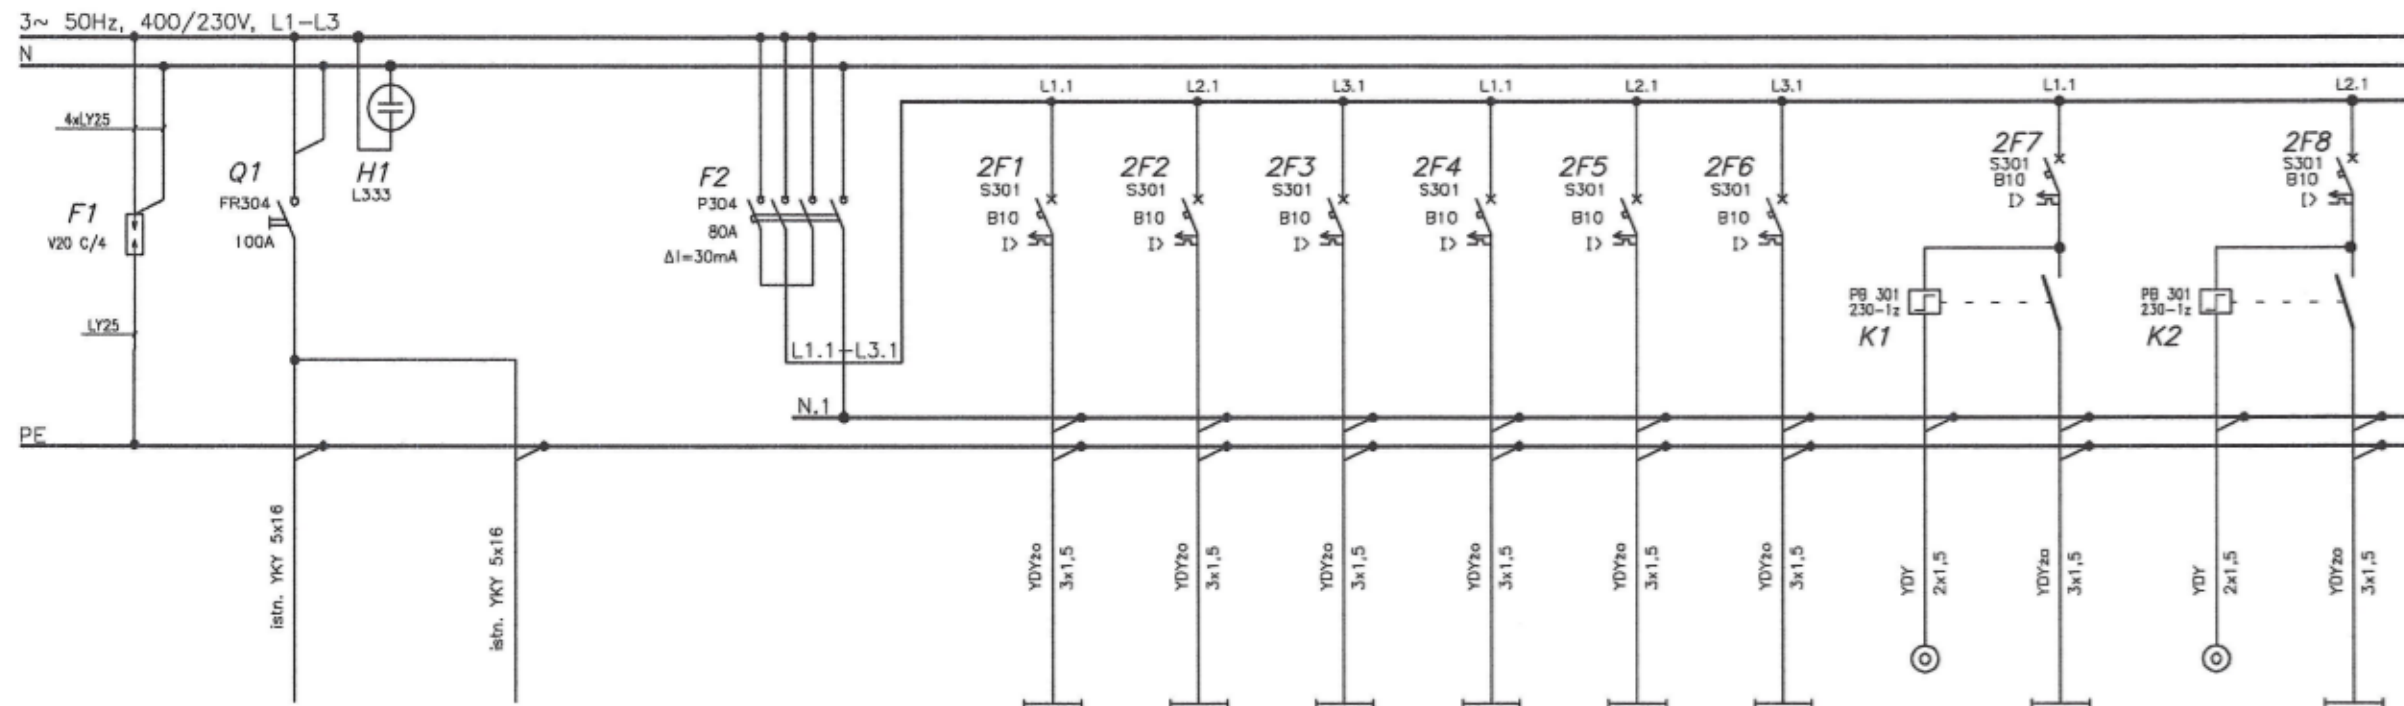 3~ 50Hz, 400/230V, L1-L3
N
L1.1
L2.1
L3.1
L1.1
L2.1
L3.1
L1.1
L2.1
4xLY25
F1
V20 C/4
LY25
Q1
FR304
100A
H1
L333
F2
P304
80A
ΔI=30mA
L1.1-L3.1
N.1
PE
2F1
S301
B10
I>
2F2
S301
B10
I>
2F3
S301
B10
I>
2F4
S301
B10
I>
2F5
S301
B10
I>
2F6
S301
B10
I>
2F7
S301
B10
I>
PB 301
230-1z
K1
2F8
S301
B10
I>
PB 301
230-1z
K2
istn. YKY 5x16
istn. YKY 5x16
YDYżo
3x1,5
YDYżo
3x1,5
YDYżo
3x1,5
YDYżo
3x1,5
YDYżo
3x1,5
YDYżo
3x1,5
YDY
2x1,5
YDYżo
3x1,5
YDY
2x1,5
YDYżo
3x1,5